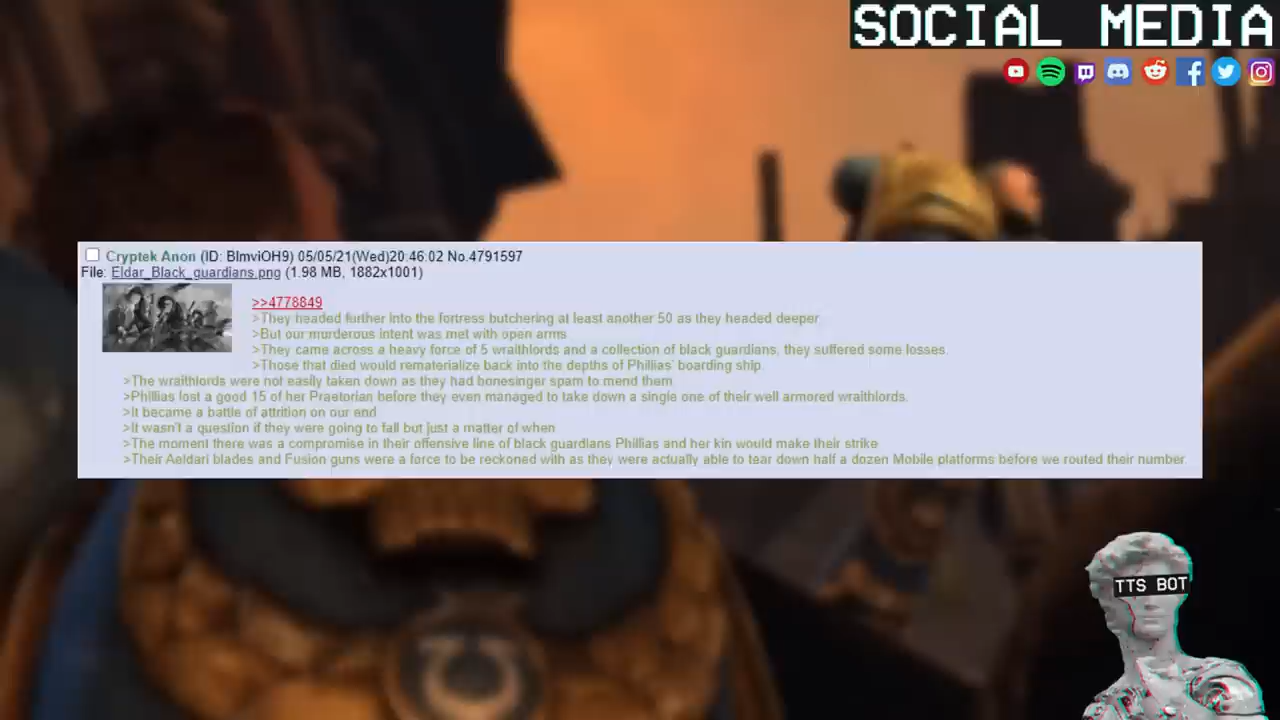 SOCIAL MEDIA
Cryptek Anon (ID: BImviOH9) 05/05/21(Wed)20:46:02 No.4791597
File: Eldar_Black_guardians.png (1.98 MB, 1882x1001)
>>4778849
>They headed further into the fortress butchering at least another 50 as they headed deeper
>But our murderous intent was met with open arms
>They came across a heavy force of 5 wraithlords and a collection of black guardians, they suffered some losses.
>Those that died would rematerialize back into the depths of Phillias' boarding ship.
>The wraithlords were not easily taken down as they had bonesinger spam to mend them
>Phillias lost a good 15 of her Praetorian before they even managed to take down a single one of their well armored wraithlords.
>It became a battle of attrition on our end
>It wasn't a question if they were going to fall but just a matter of when
>The moment there was a compromise in their offensive line of black guardians Phillias and her kin would make their strike
>Their Aeldari blades and Fusion guns were a force to be reckoned with as they were actually able to tear down half a dozen Mobile platforms before we routed their number.
TTS BOT